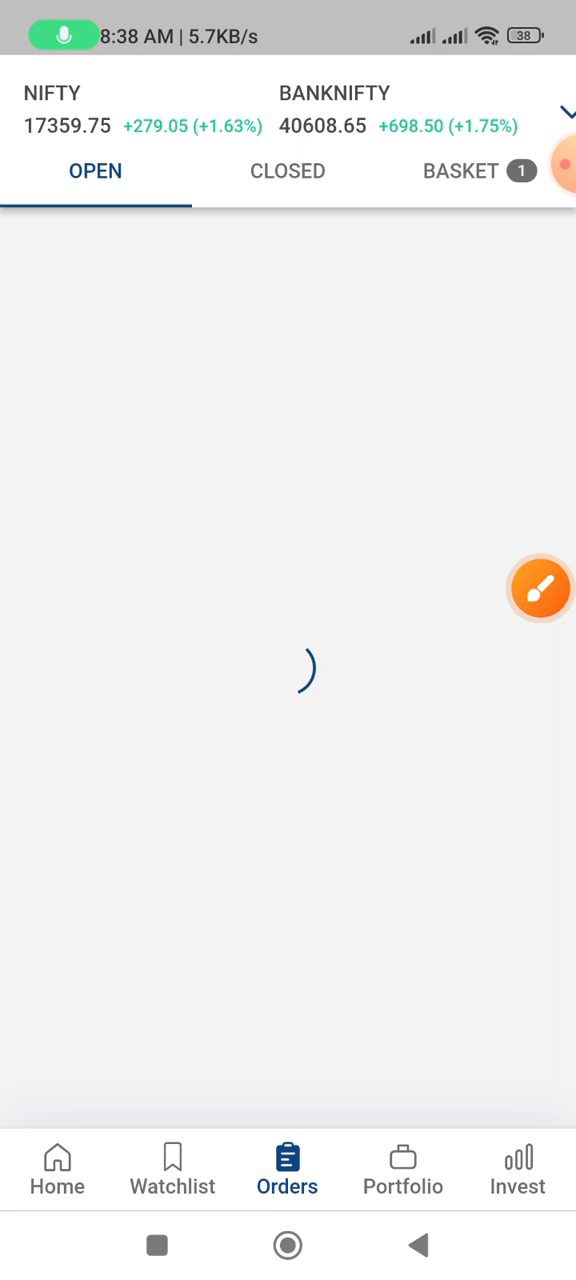 8:38 AM | 5.7KB/s 38
NIFTY BANKNIFTY
17359.75 +279.05 (+1.63%) 40608.65 +698.50 (+1.75%)
OPEN CLOSED BASKET 1
Home Watchlist Orders Portfolio Invest